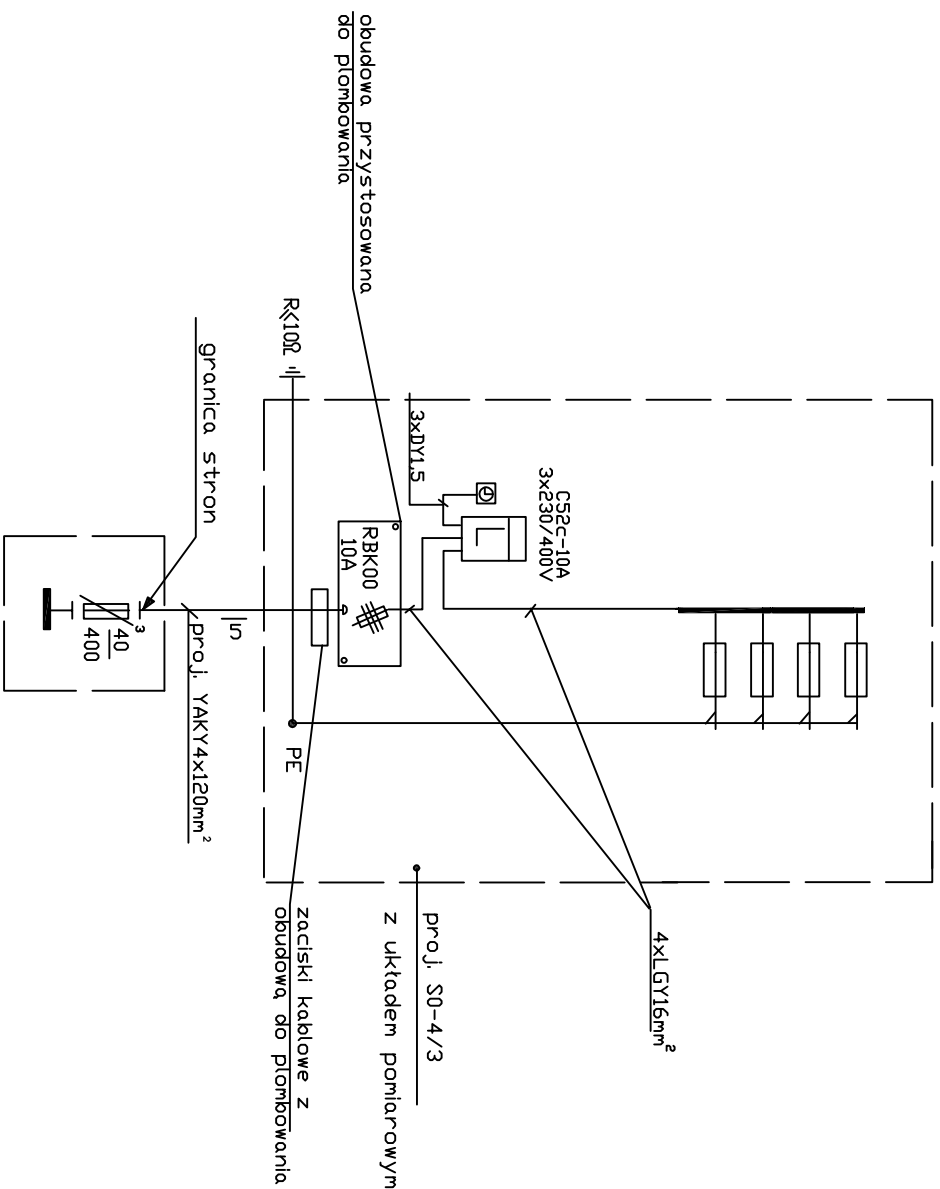 4xLGY16mm²
C52c-10A
3x230/400V
3xDY1,5
proj. SO-4/3
z układem pomiarowym
obudowa przystosowana
do plombowania
RBK00
10A
R<10Ω
PE
zaciski kablowe z
obudową do plombowania
granica stron
proj. YAKY4x120mm²
3
40
400